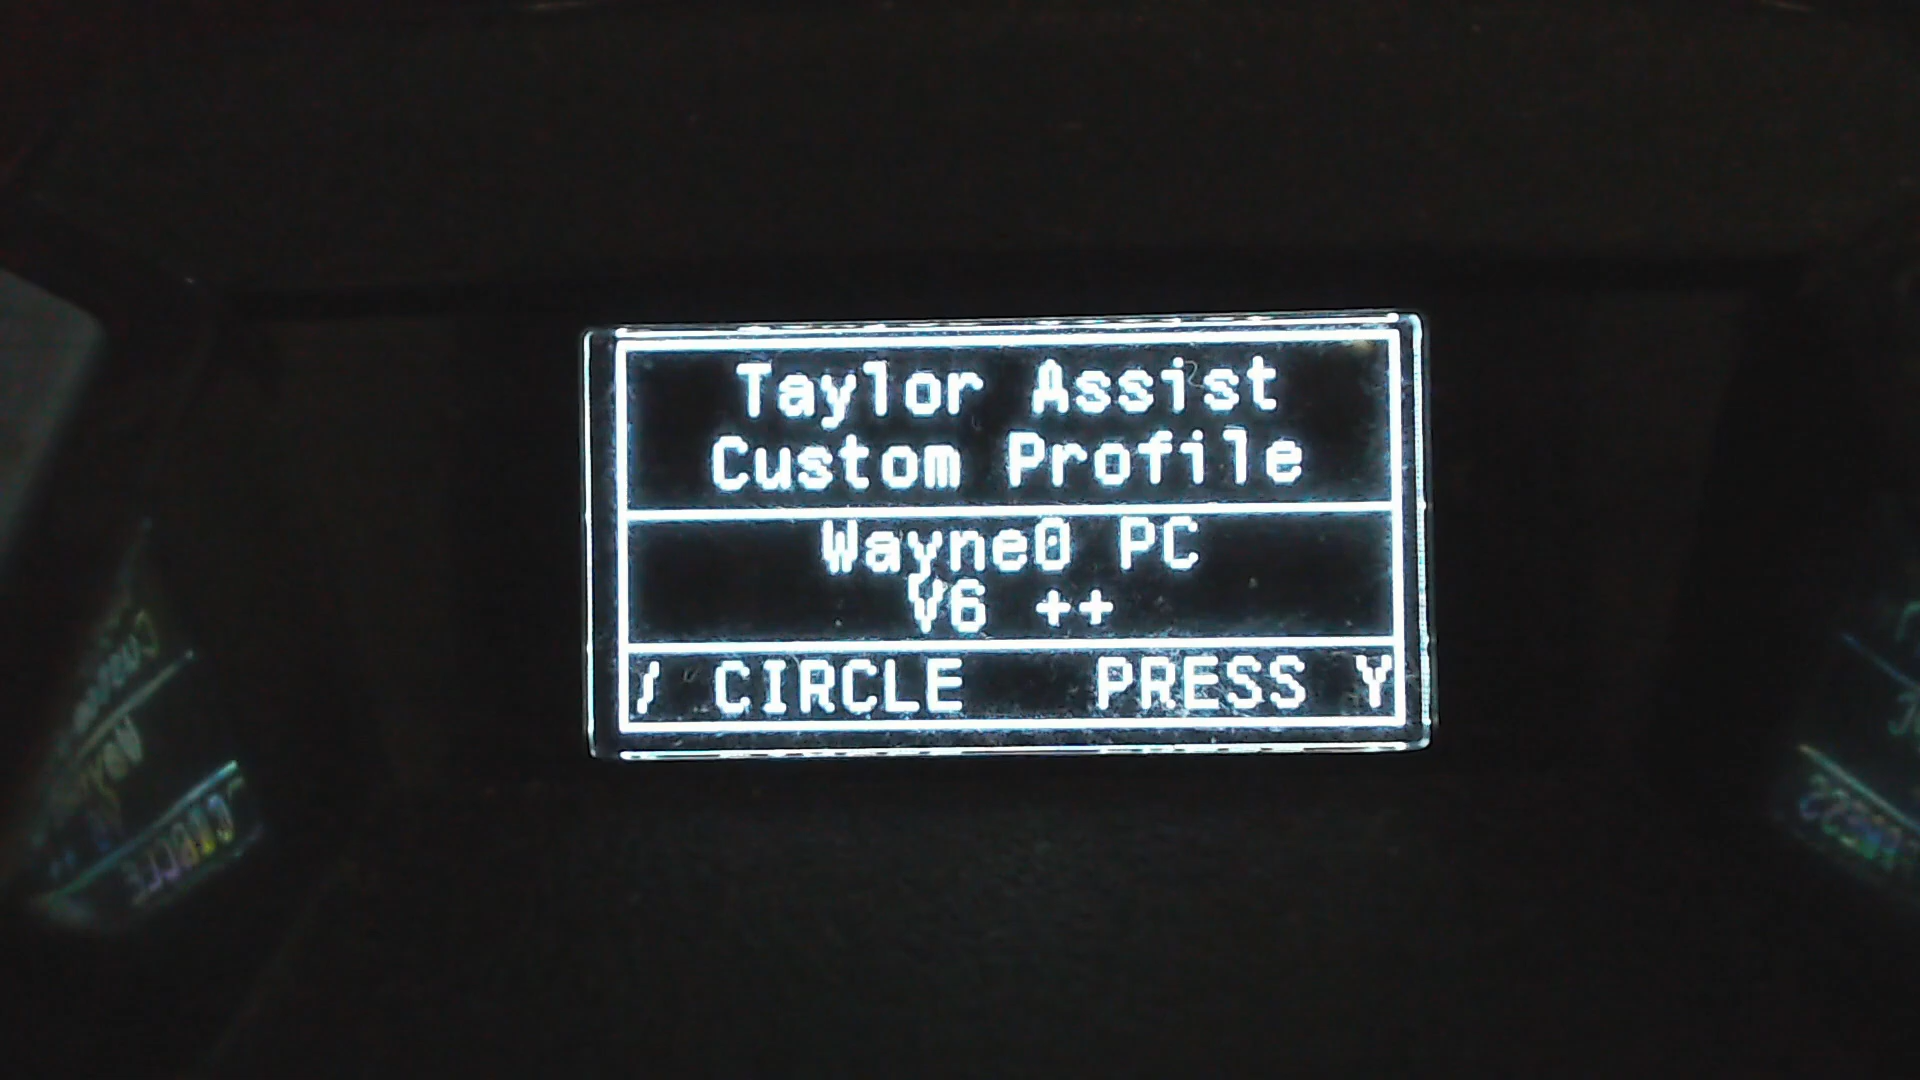 Taylor Assist
Custom Profile
Wayne0 PC
V6 ++
/ CIRCLE   PRESS Y